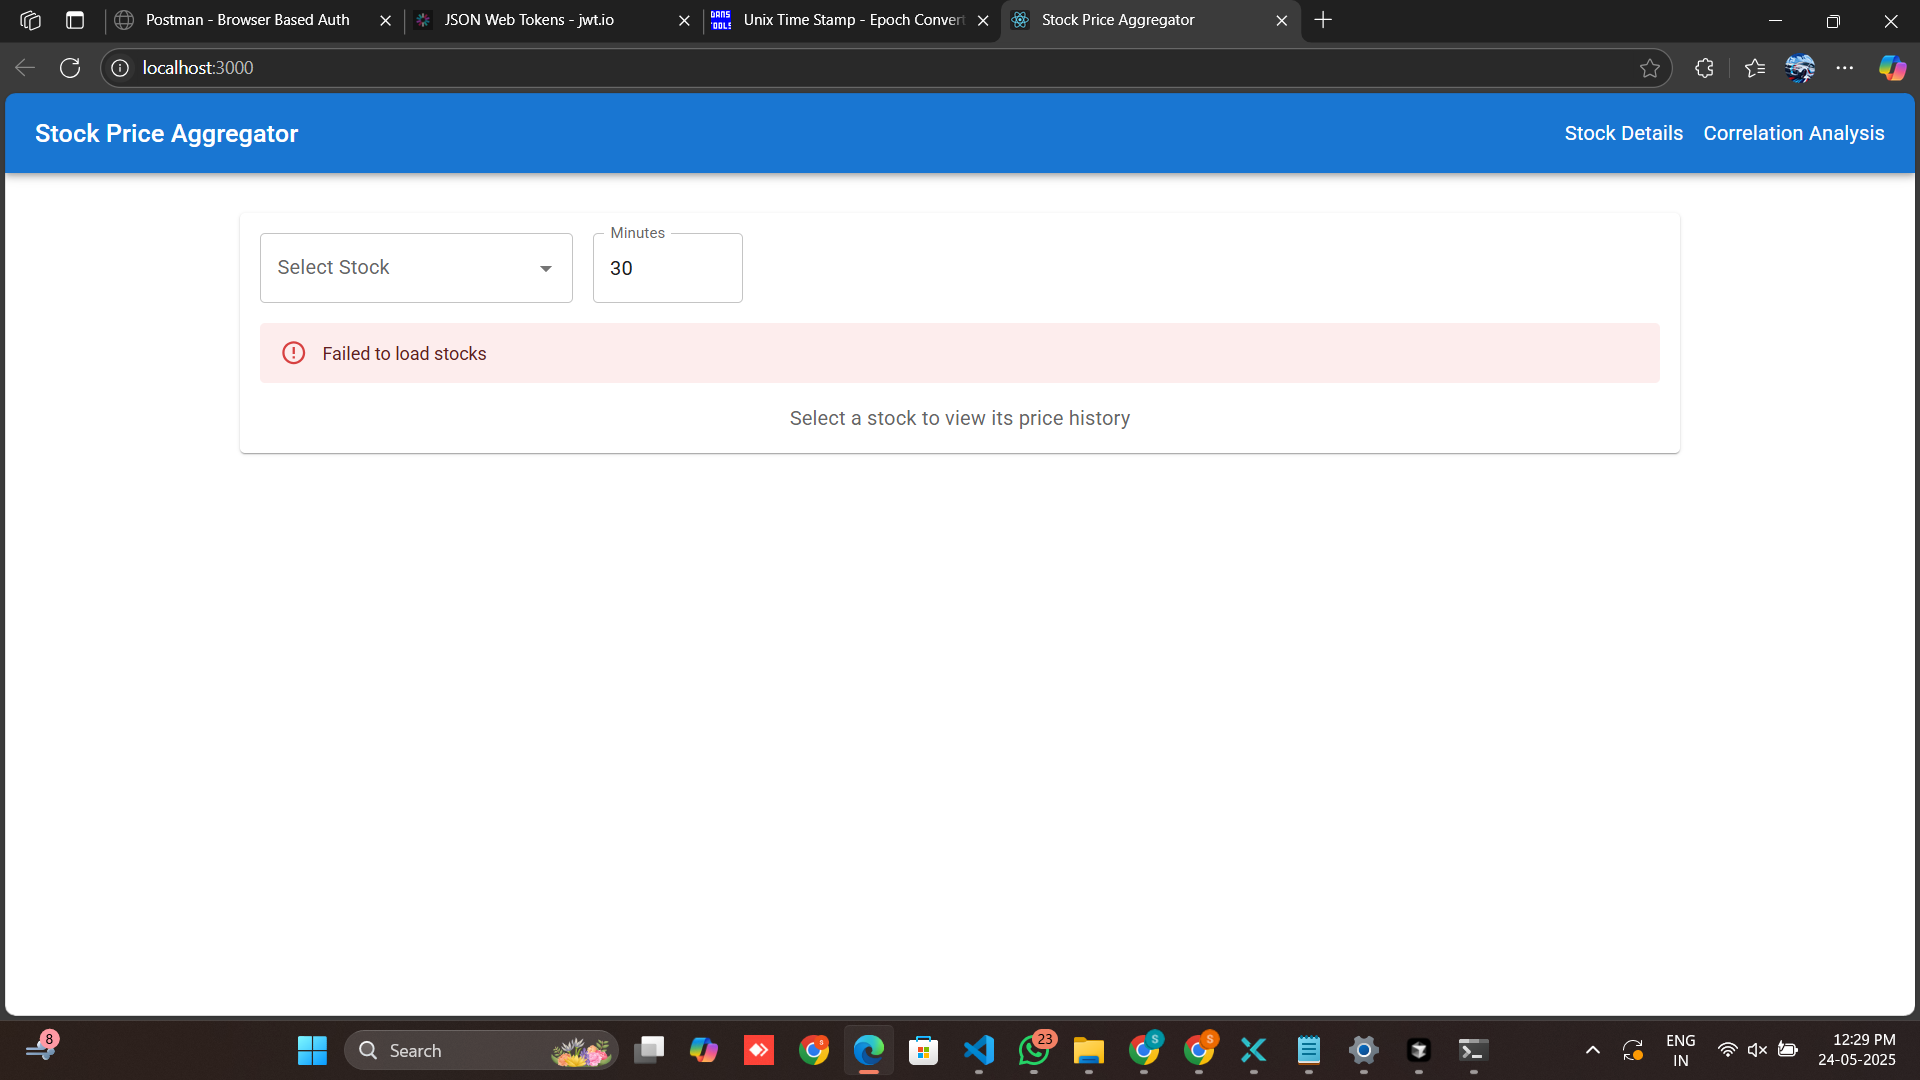 Postman - Browser Based Auth
JSON Web Tokens - jwt.io
DANS TOOLS
Unix Time Stamp - Epoch Convert
Stock Price Aggregator
localhost:3000
Stock Price Aggregator
Stock Details
Correlation Analysis
Select Stock
Minutes
30
Failed to load stocks
Select a stock to view its price history
8
Search
S
23
S
S
ENG
IN
12:29 PM
24-05-2025